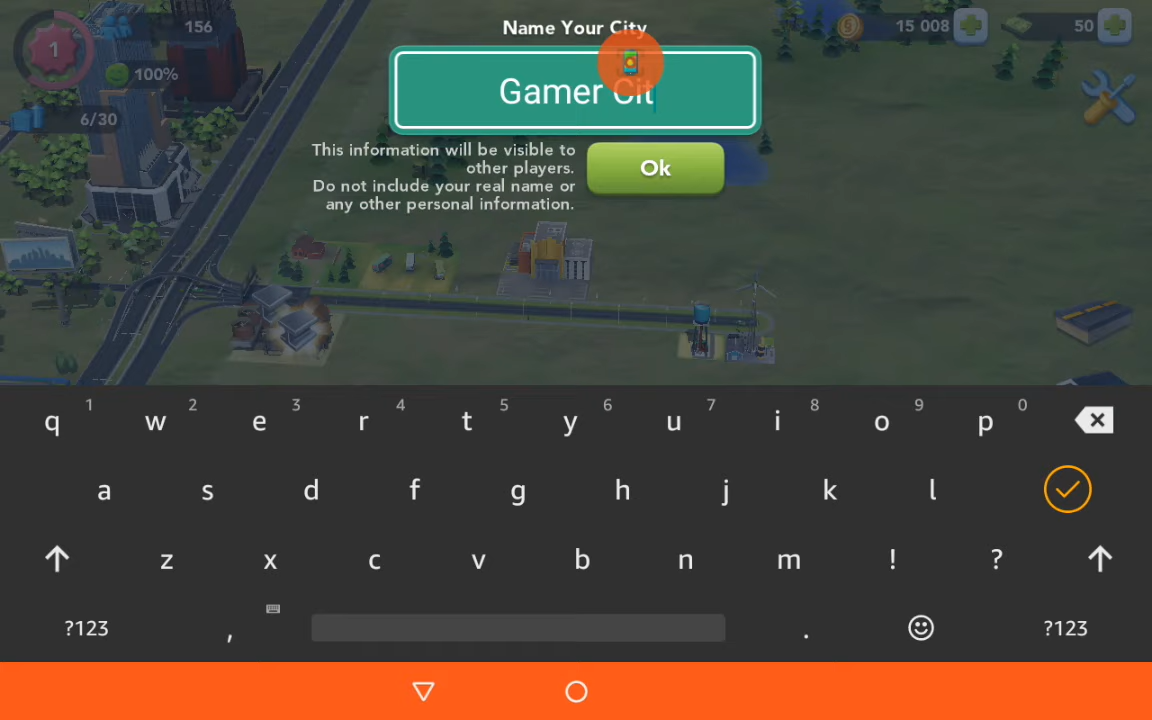 Name Your City
1
156
15 008
50
Gamer Cit
100%
6/30
This information will be visible to
other players.
Do not include your real name or
any other personal information.
Ok
1 2 3 4 5 6 7 8 9 0
q w e r t y u i o p
a s d f g h j k l
z x c v b n m ! ?
?123 , . ?123